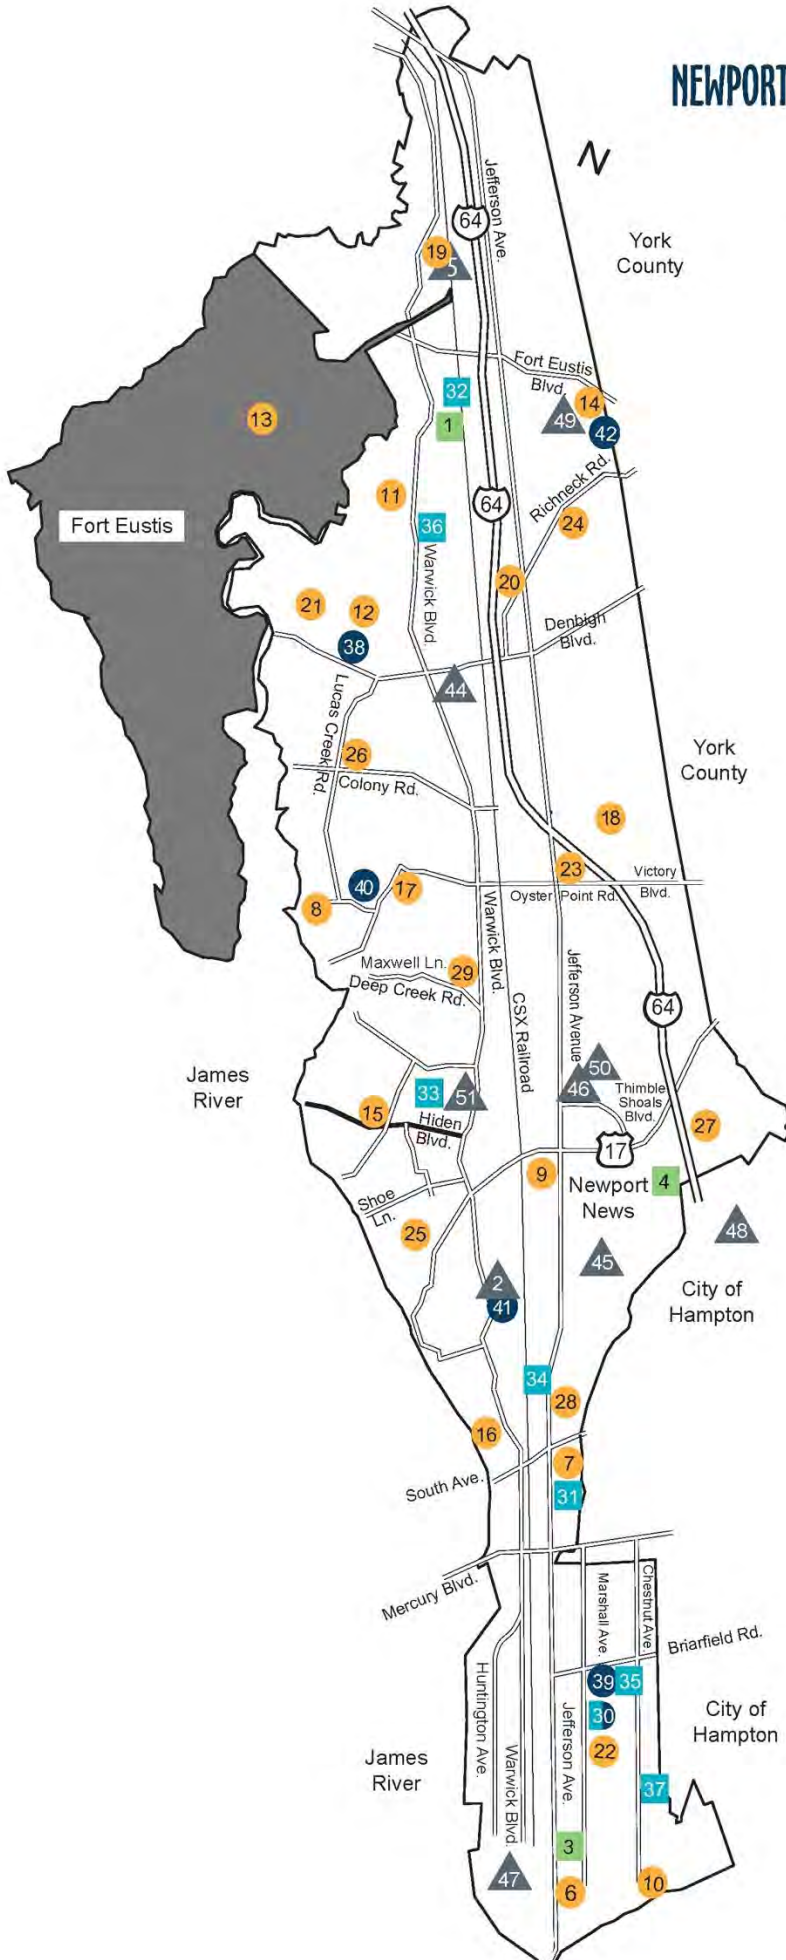 NEWPORT
N
64
Jefferson Ave.
York
County
19
5
Fort Eustis
Blvd.
32
14
13
1
49
42
Richneck Rd.
11
64
Fort Eustis
36
24
Warwick Blvd.
20
21
12
Denbigh
Blvd.
38
44
Lucas Creek Rd.
York
County
26
Colony Rd.
18
23
Victory
Blvd.
40
17
8
Oyster Point Rd.
Warwick Blvd.
Maxwell Ln.
29
Deep Creek Rd.
CSX Railroad
Jefferson Avenue
64
James
River
50
46
Thimble
Shoals
Blvd.
33
51
15
Hiden
Blvd.
27
17
9
Newport
News
4
Shoe
Ln.
25
48
45
2
41
City of
Hampton
34
28
16
7
South Ave.
31
Mercury Blvd.
Marshall Ave.
Chestnut Ave.
Briarfield Rd.
39
35
Huntington Ave.
Jefferson Ave.
30
City of
Hampton
22
James
River
Warwick Blvd.
37
3
47
6
10